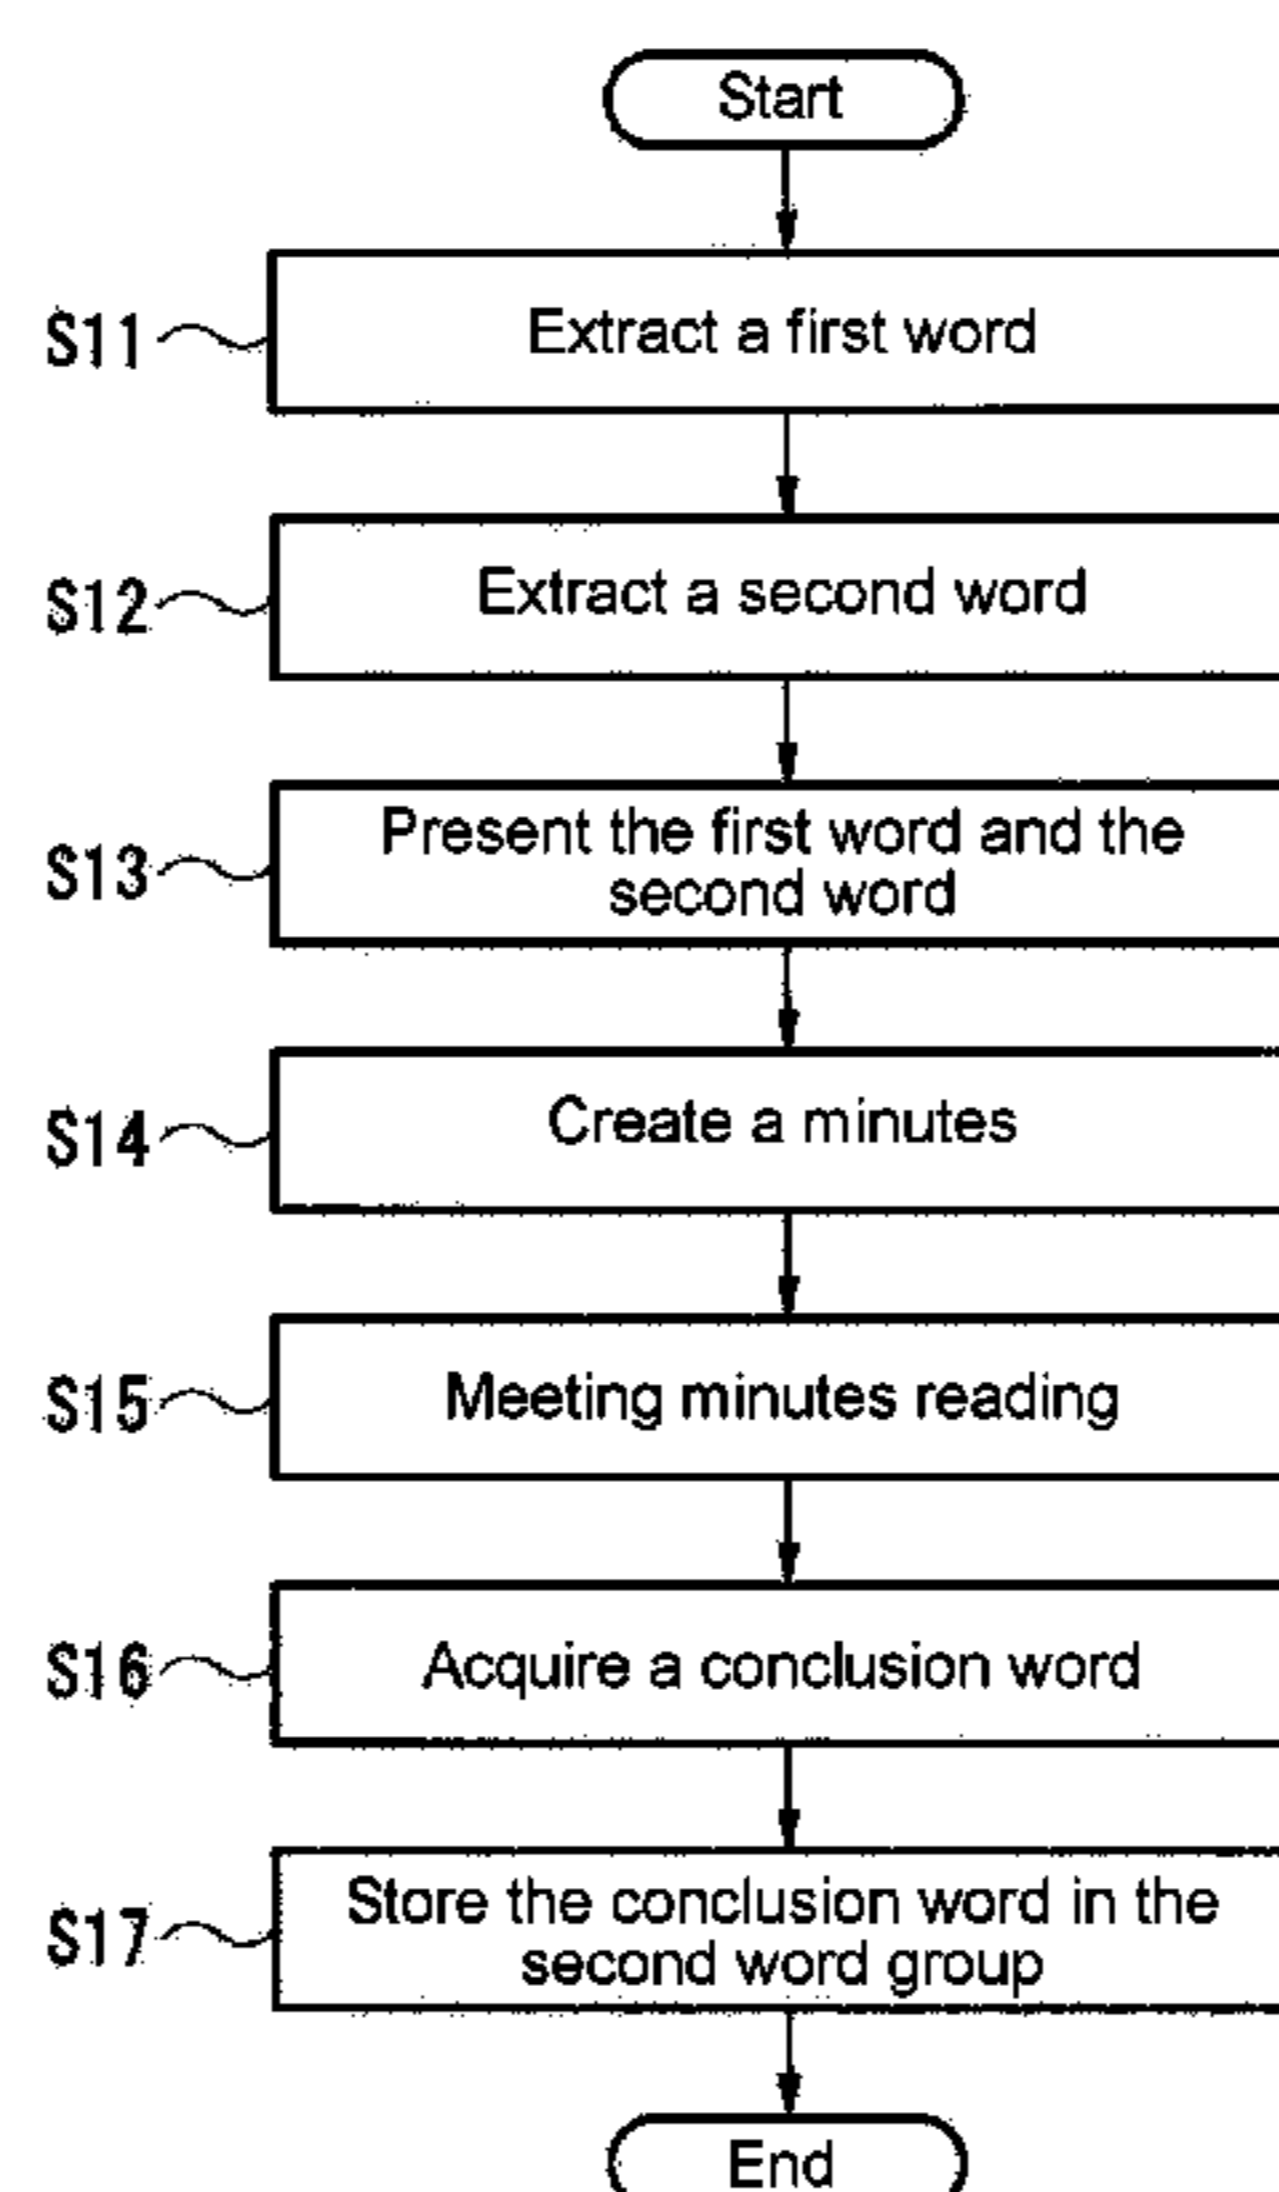 Start
S11
Extract a first word
S12
Extract a second word
S13
Present the first word and the
second word
S14
Create a minutes
S15
Meeting minutes reading
S16
Acquire a conclusion word
S17
Store the conclusion word in the
second word group
End